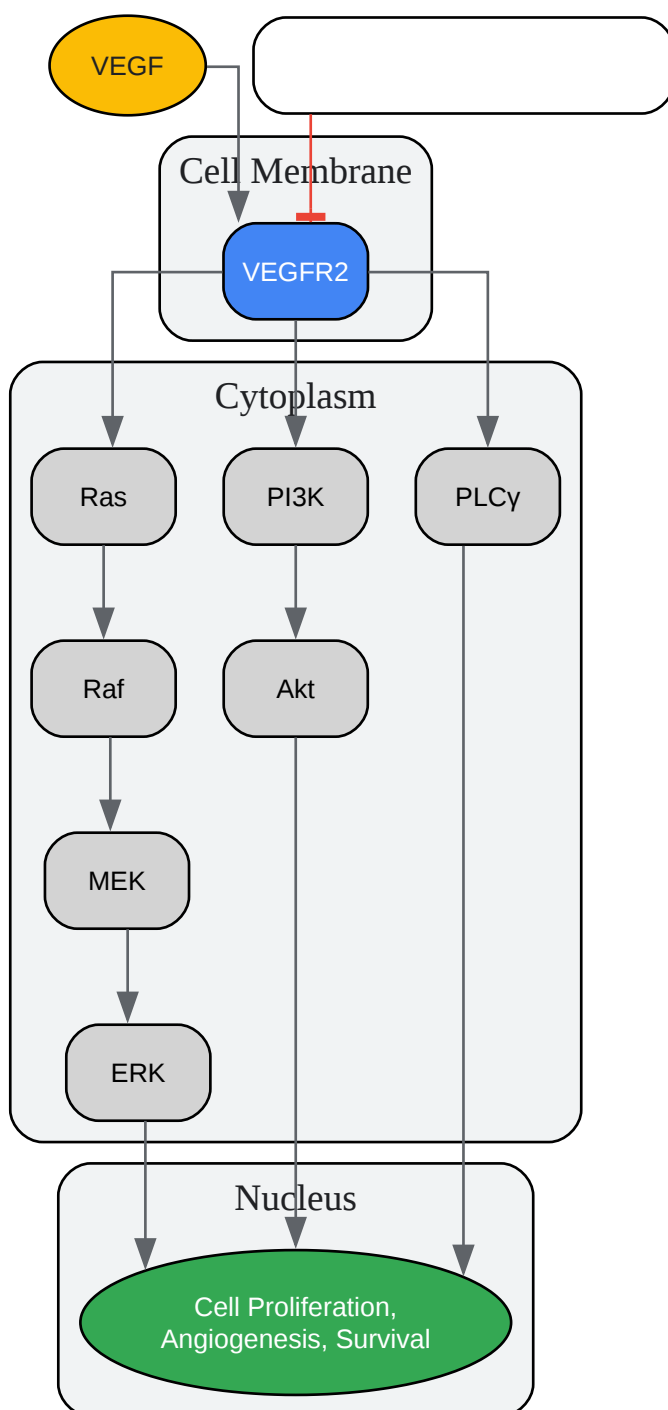 VEGF
Cell Membrane
VEGFR2
Cytoplasm
Ras
PI3K
PLCγ
Raf
Akt
MEK
ERK
Nucleus
Cell Proliferation,
Angiogenesis, Survival